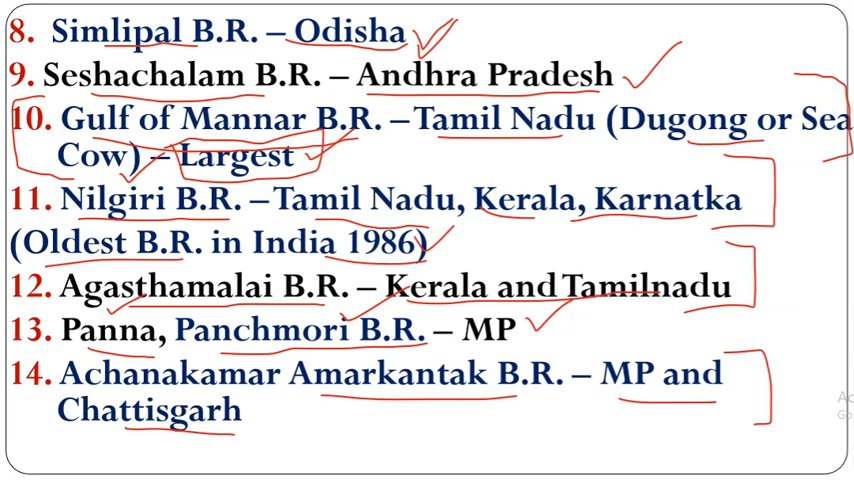 8. Simlipal B.R. – Odisha
9. Seshachalam B.R. – Andhra Pradesh
10. Gulf of Mannar B.R. – Tamil Nadu (Dugong or Sea
Cow) – Largest
11. Nilgiri B.R. – Tamil Nadu, Kerala, Karnatka
(Oldest B.R. in India 1986)
12. Agasthamalai B.R. – Kerala and Tamilnadu
13. Panna, Panchmori B.R. – MP
14. Achanakamar Amarkantak B.R. – MP and
Chattisgarh